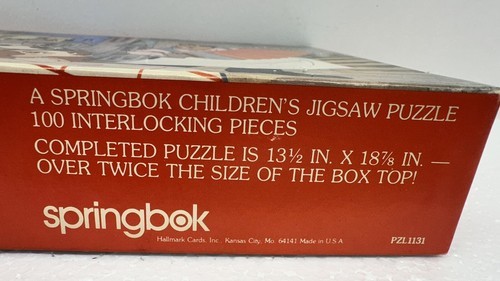 A SPRINGBOK CHILDREN'S JIGSAW PUZZLE
100 INTERLOCKING PIECES
COMPLETED PUZZLE IS 13½ IN. X 18⅞ IN. —
OVER TWICE THE SIZE OF THE BOX TOP!
springbok
Hallmark Cards, Inc. Kansas City, Mo. 64141 Made in U.S.A.
PZL1131